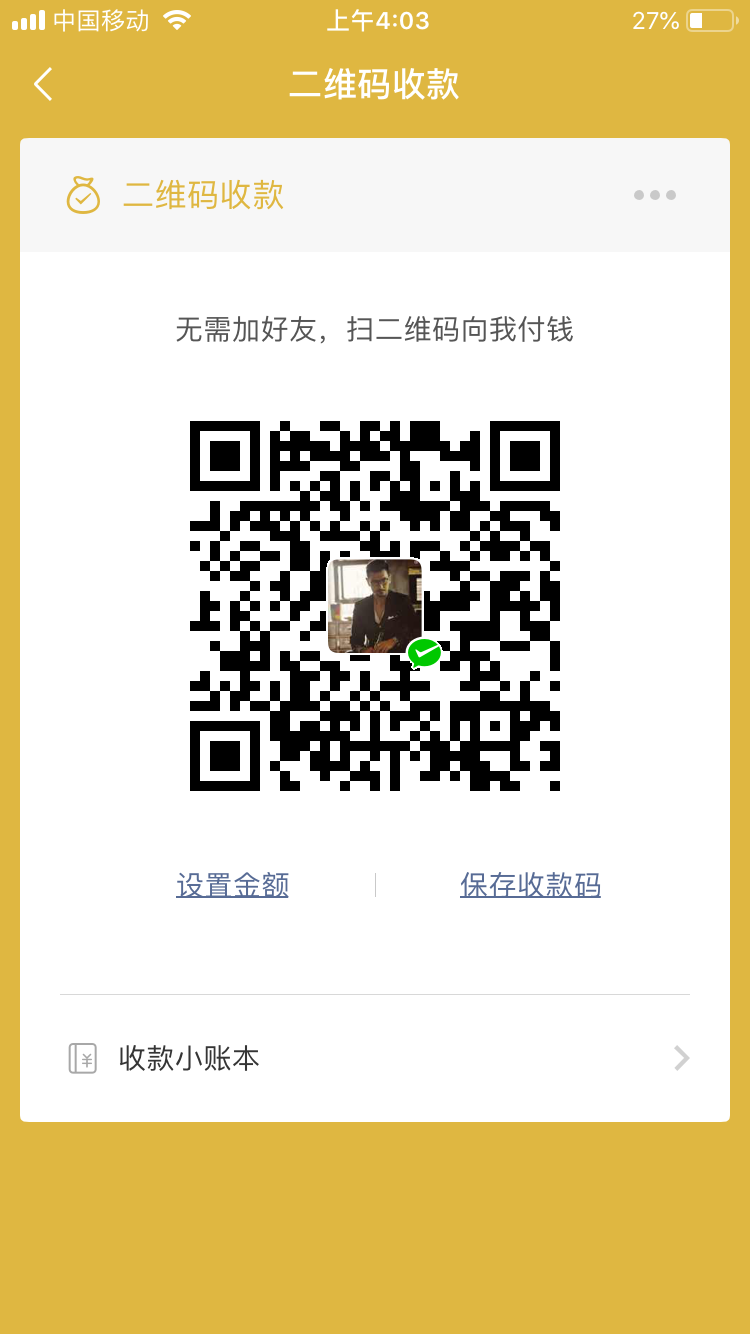 中国移动 上午4:03 27%
二维码收款
二维码收款
无需加好友，扫二维码向我付钱
设置金额 保存收款码
收款小账本